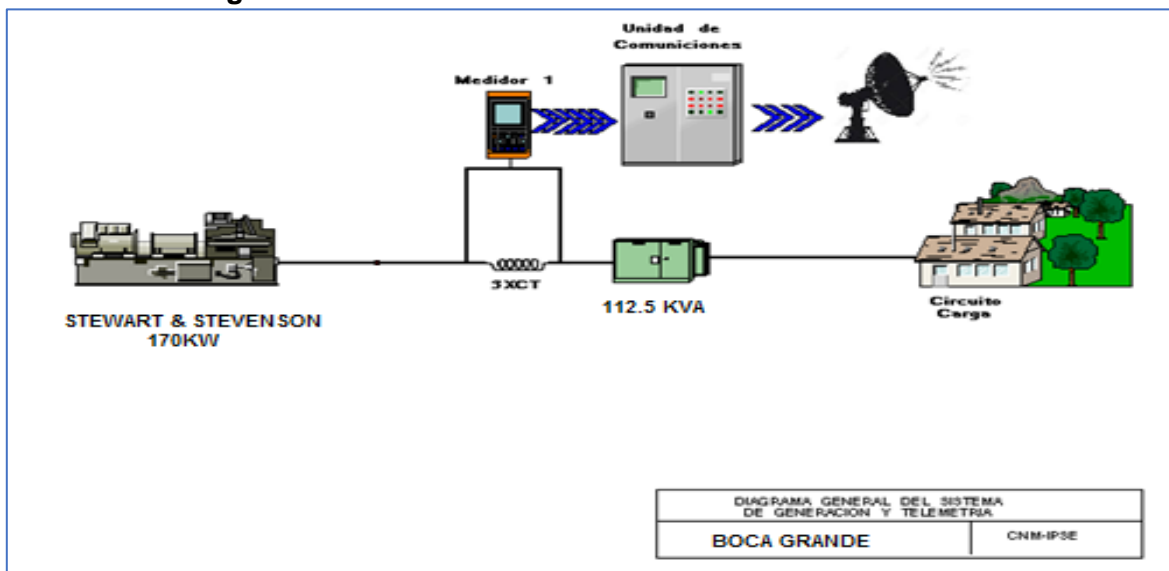 Unidad de
Comuniciones
Medidor 1
3XCT
STEWART & STEVENSON
170KW
112.5 KVA
Circuito
Carga
DIAGRAMA GENERAL DEL SISTEMA
DE GENERACION Y TELEMETRIA
BOCA GRANDE
CNM-IPSE